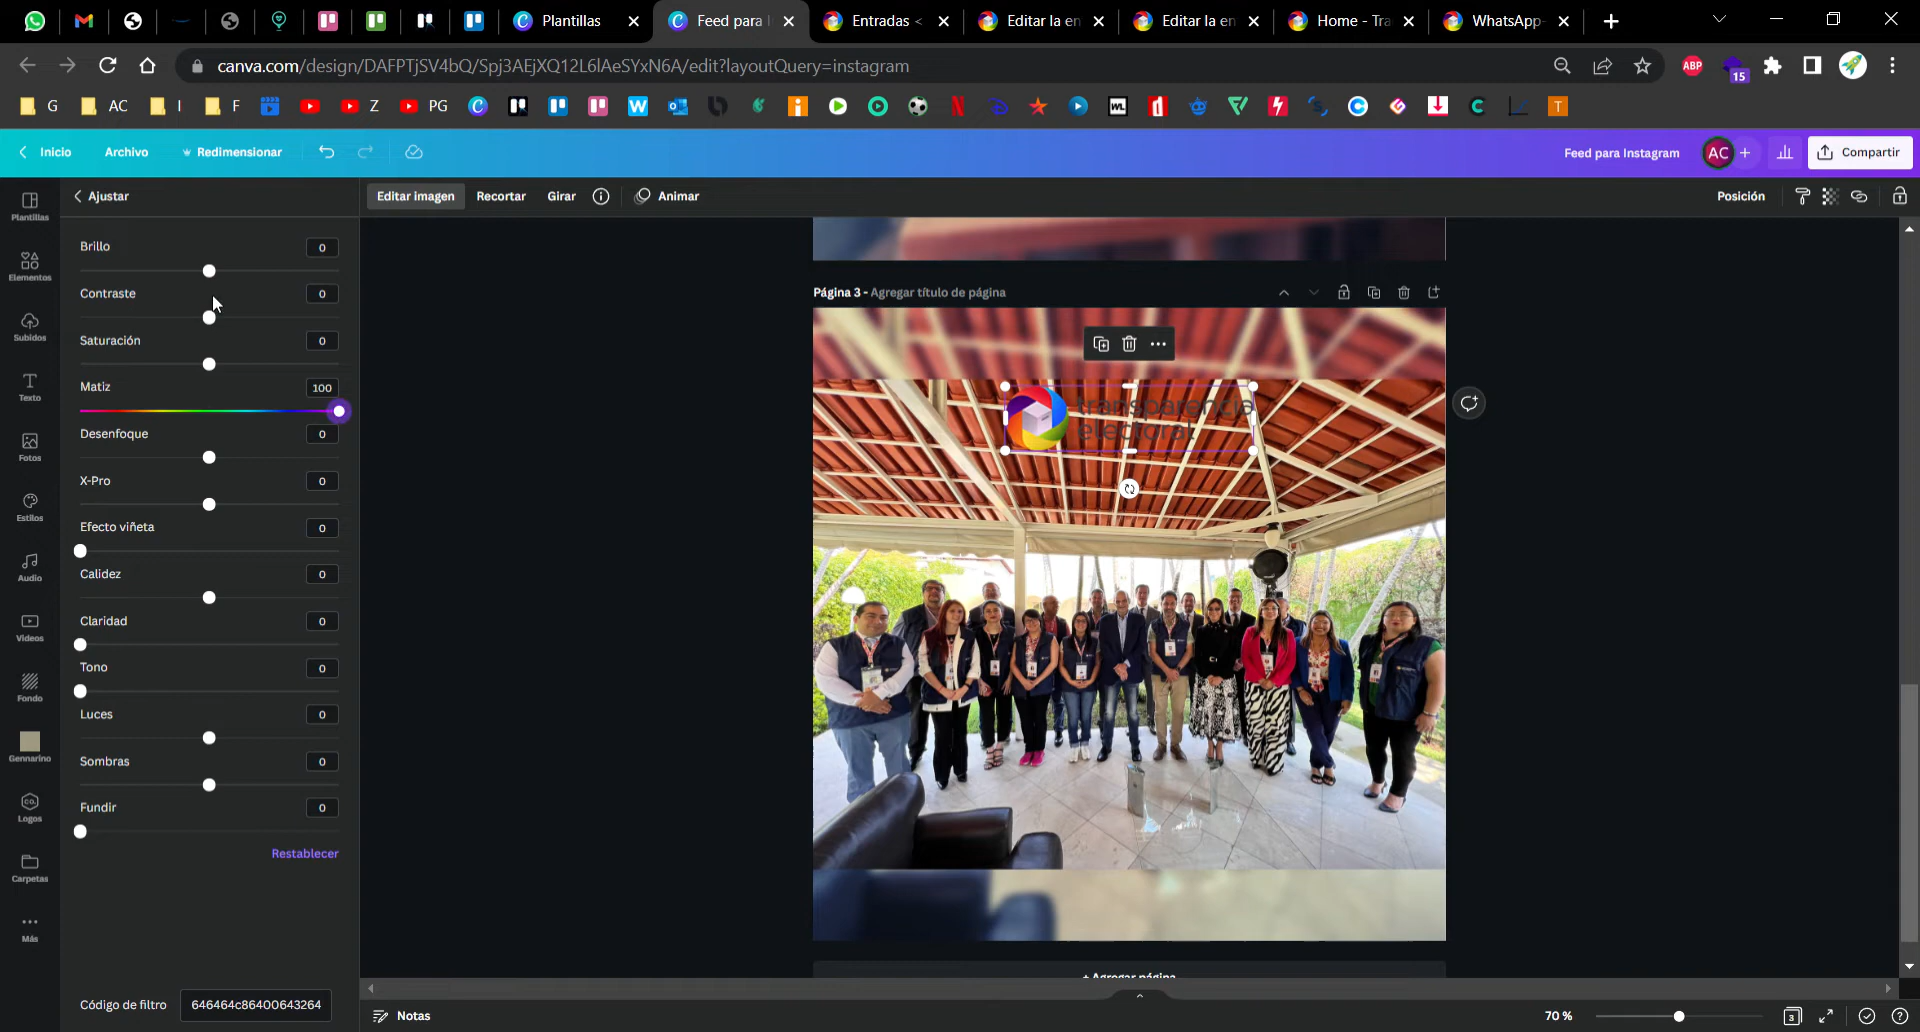 Plantillas
Feed para I
Entradas <
Editar la en
Editar la en
Home - Tra
WhatsApp-
canva.com/design/DAFPTjSV4bQ/Spj3AEjXQ12L6lAeSYxN6A/edit?layoutQuery=instagram
ABP
15
G
AC
I
F
Z
PG
Inicio
Archivo
Redimensionar
Feed para Instagram
AC
Compartir
Ajustar
Editar imagen
Recortar
Girar
Animar
Posición
Plantillas
Elementos
Subidos
Texto
Fotos
Estilos
Audio
Videos
Fondo
Gennarino
Logos
Carpetas
Más
Brillo 0
Contraste 0
Saturación 0
Matiz 100
Desenfoque 0
X-Pro 0
Efecto viñeta 0
Calidez 0
Claridad 0
Tono 0
Luces 0
Sombras 0
Fundir 0
Restablecer
Código de filtro 646464c86400643264
Página 3 - Agregar título de página
transparencia
electoral
+ Agregar página
Notas
70 %
3